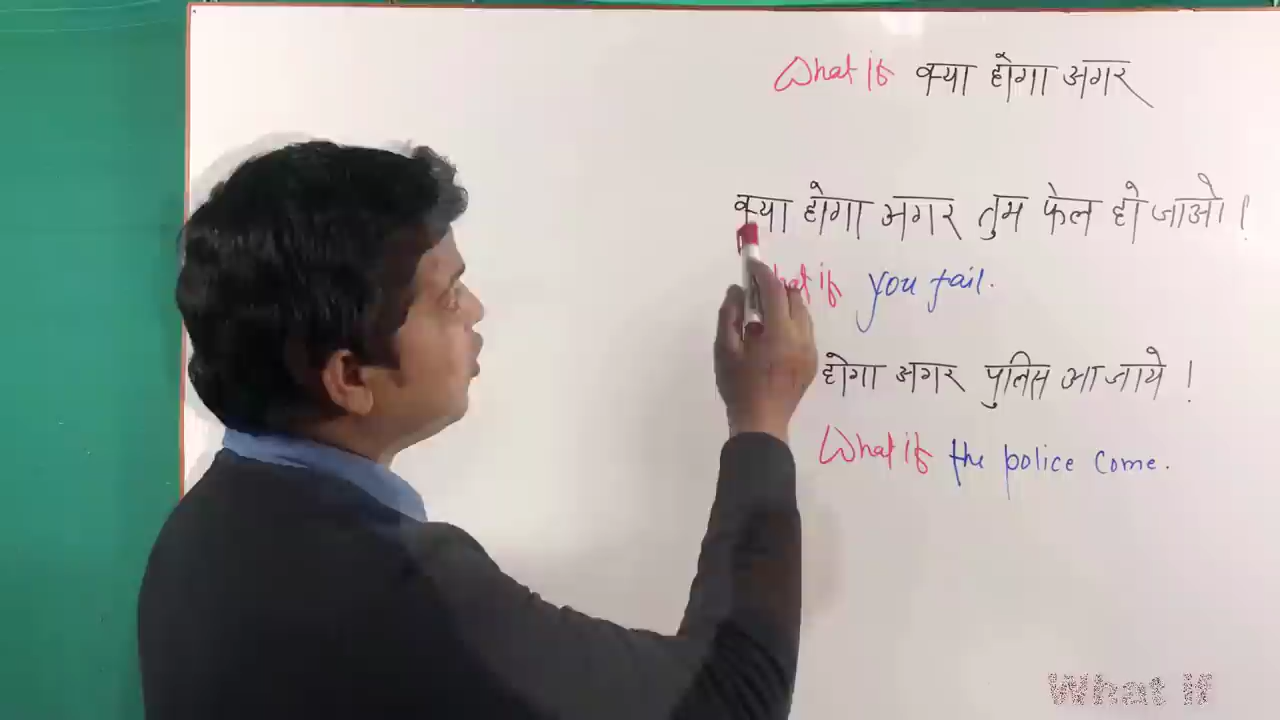 What if क्या होगा अगर
क्या होगा अगर तुम फेल हो जाओ !
if you fail.
होगा अगर पुलिस आ जाये !
What if the police come.
What if